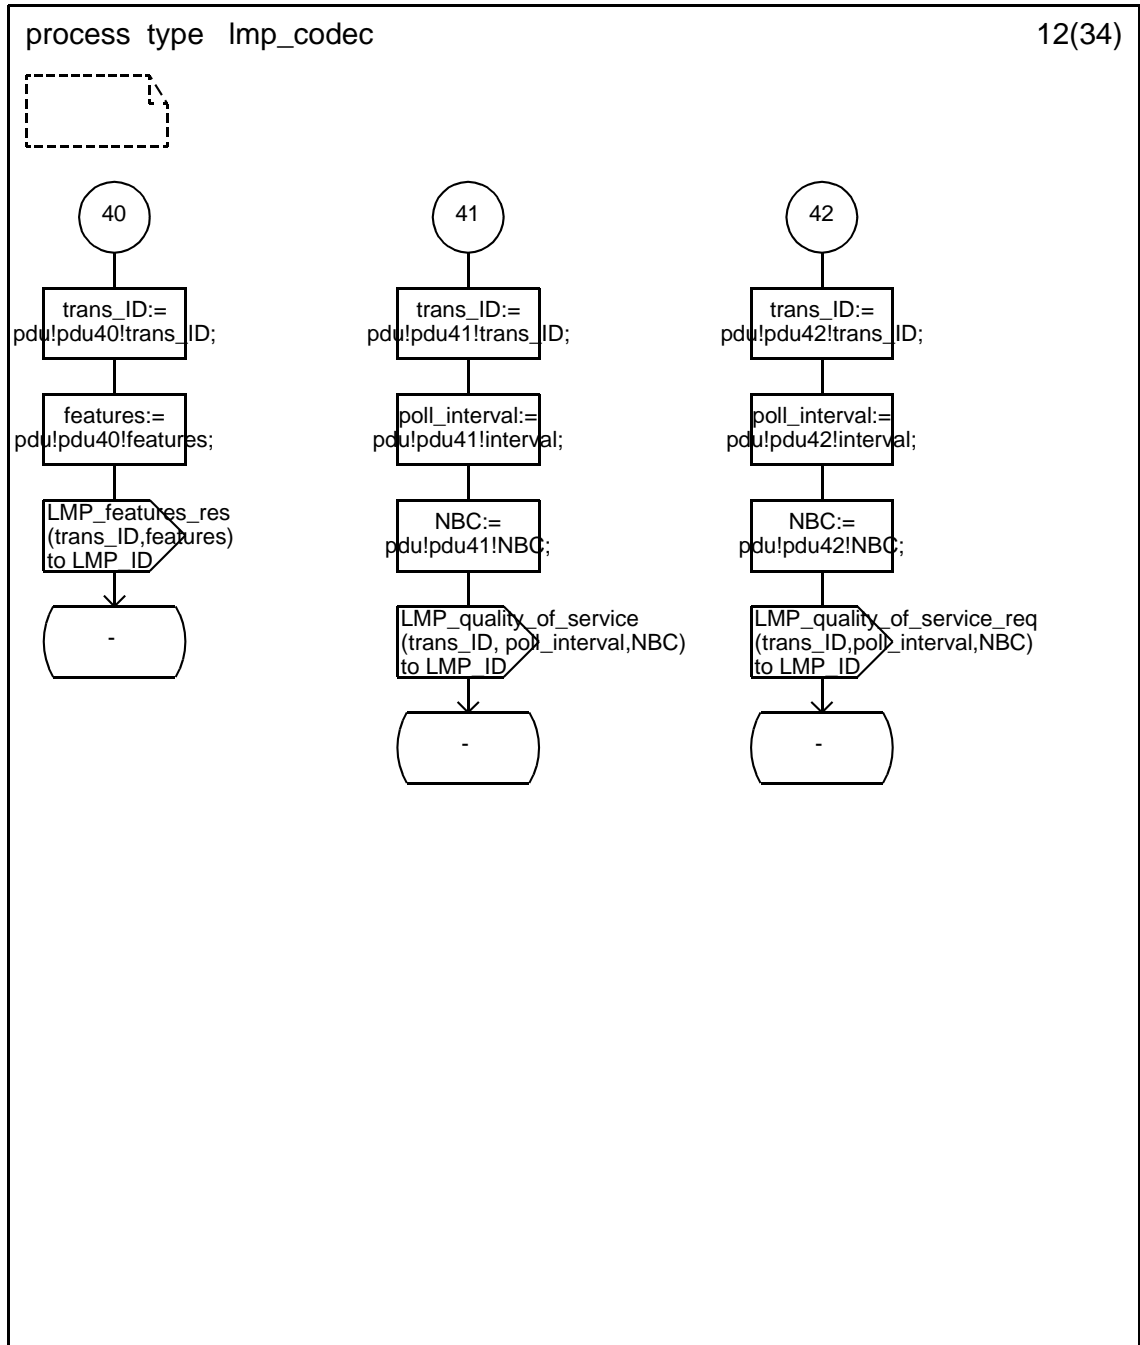 process type lmp_codec
12(34)
40
trans_ID:=
pdu!pdu40!trans_ID;
features:=
pdu!pdu40!features;
LMP_features_res
(trans_ID,features)
to LMP_ID
-
41
trans_ID:=
pdu!pdu41!trans_ID;
poll_interval:=
pdu!pdu41!interval;
NBC:=
pdu!pdu41!NBC;
LMP_quality_of_service
(trans_ID, poll_interval,NBC)
to LMP_ID
-
42
trans_ID:=
pdu!pdu42!trans_ID;
poll_interval:=
pdu!pdu42!interval;
NBC:=
pdu!pdu42!NBC;
LMP_quality_of_service_req
(trans_ID,poll_interval,NBC)
to LMP_ID
-